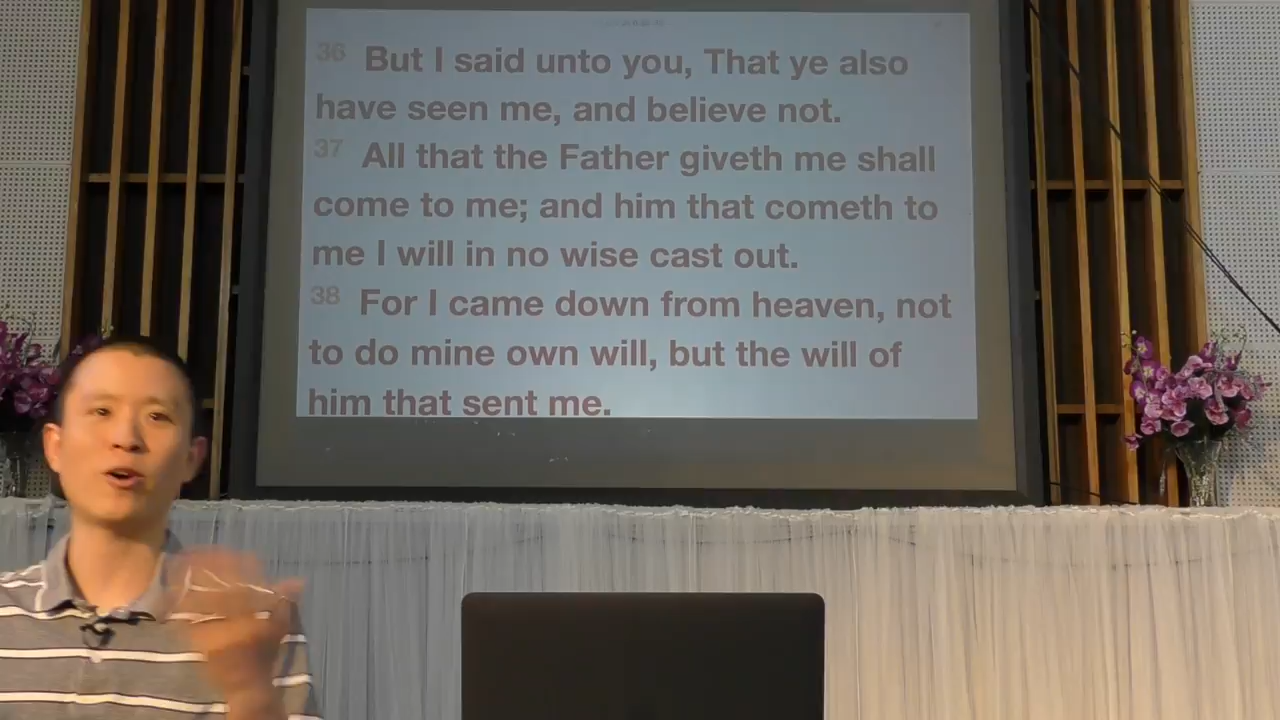 36 But I said unto you, That ye also
have seen me, and believe not.
37 All that the Father giveth me shall
come to me; and him that cometh to
me I will in no wise cast out.
38 For I came down from heaven, not
to do mine own will, but the will of
him that sent me.